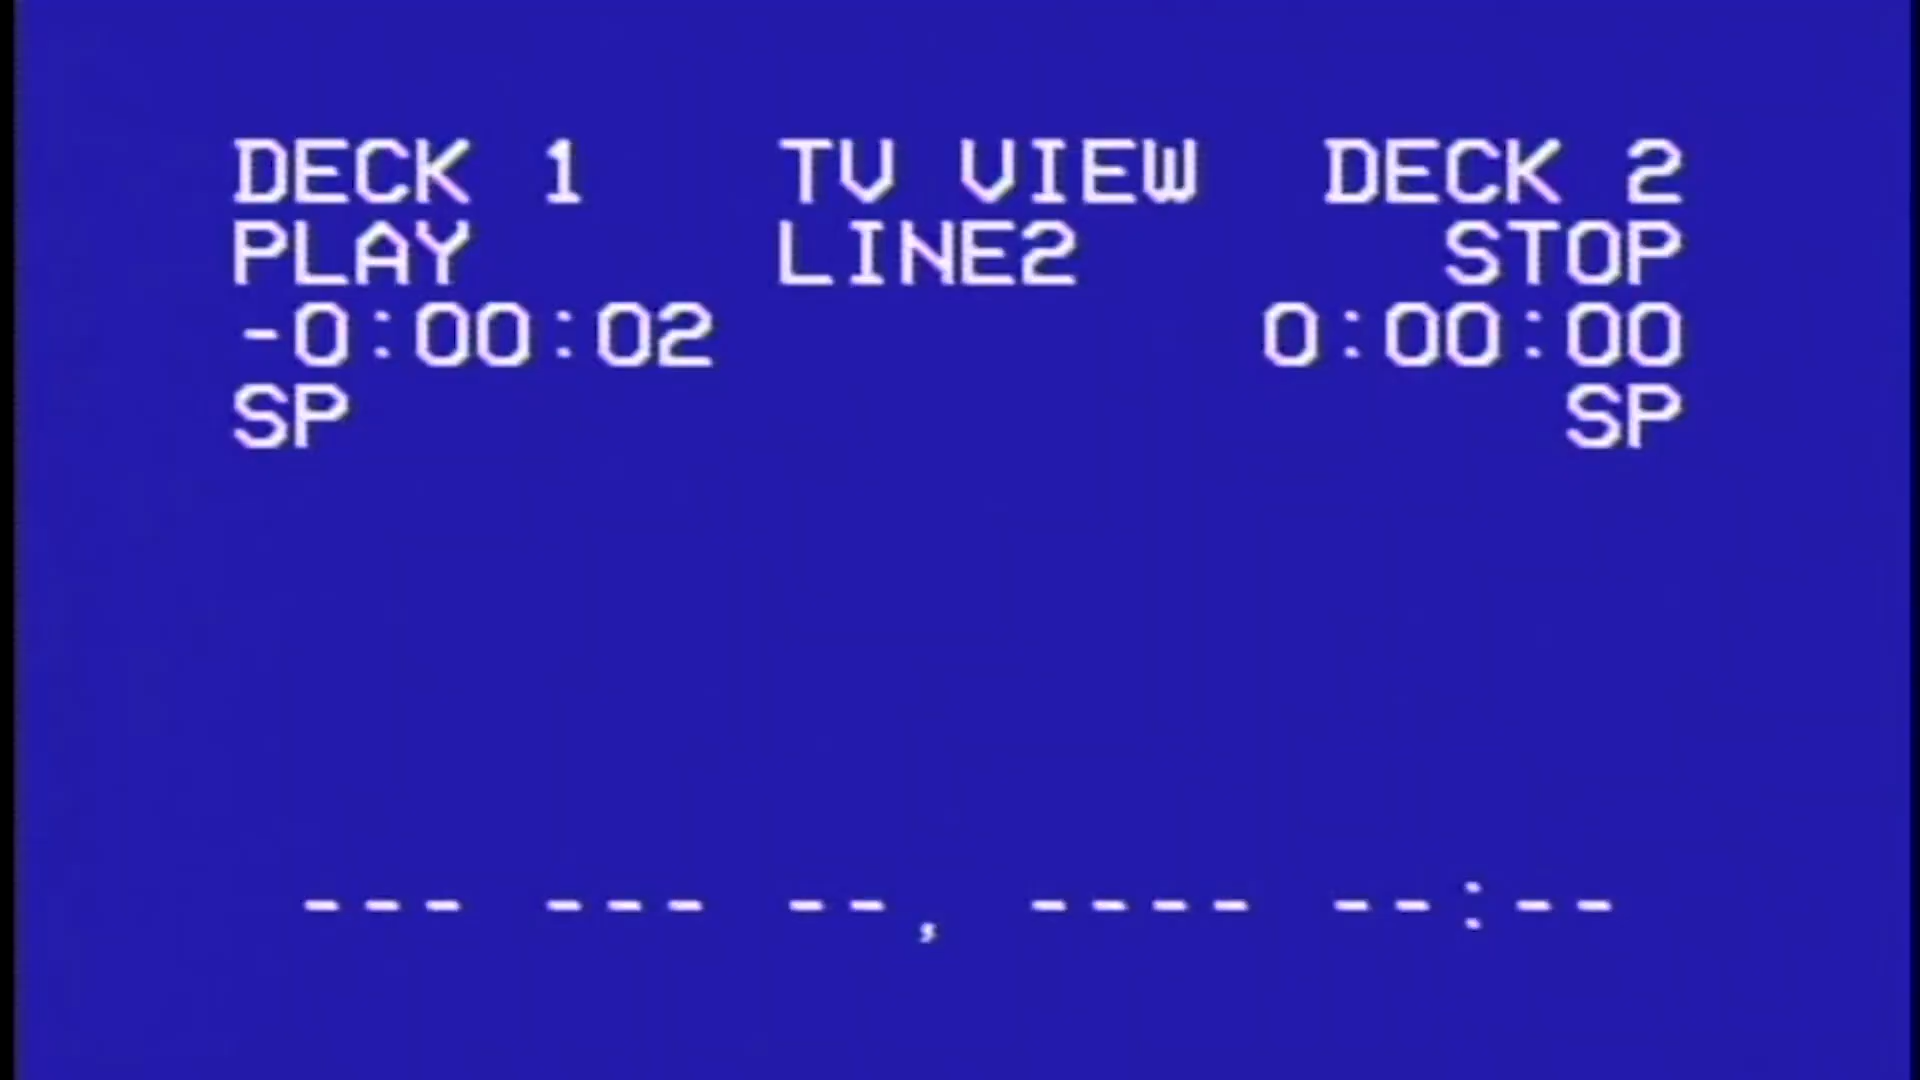 DECK 1 TV VIEW DECK 2
PLAY LINE2 STOP
-0:00:02 0:00:00
SP SP
--- --- --, ---- --:--